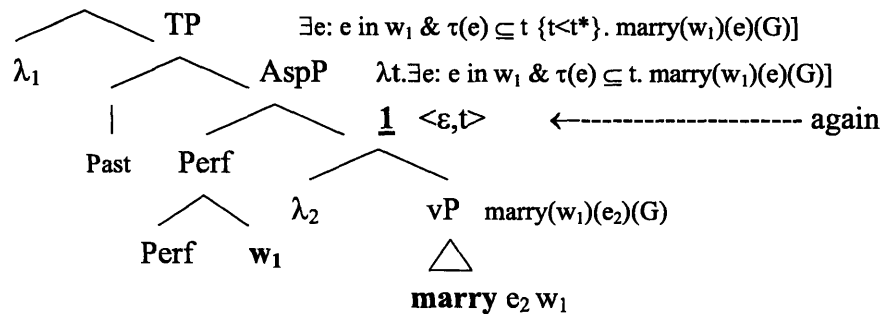 TP ∃e: e in w₁ & τ(e) ⊆ t {t<t*}. marry(w₁)(e)(G)]
λ₁ AspP λt.∃e: e in w₁ & τ(e) ⊆ t. marry(w₁)(e)(G)]
1 <ε,t> ←---------------------- again
Past Perf
λ₂ vP marry(w₁)(e₂)(G)
Perf w₁
marry e₂ w₁